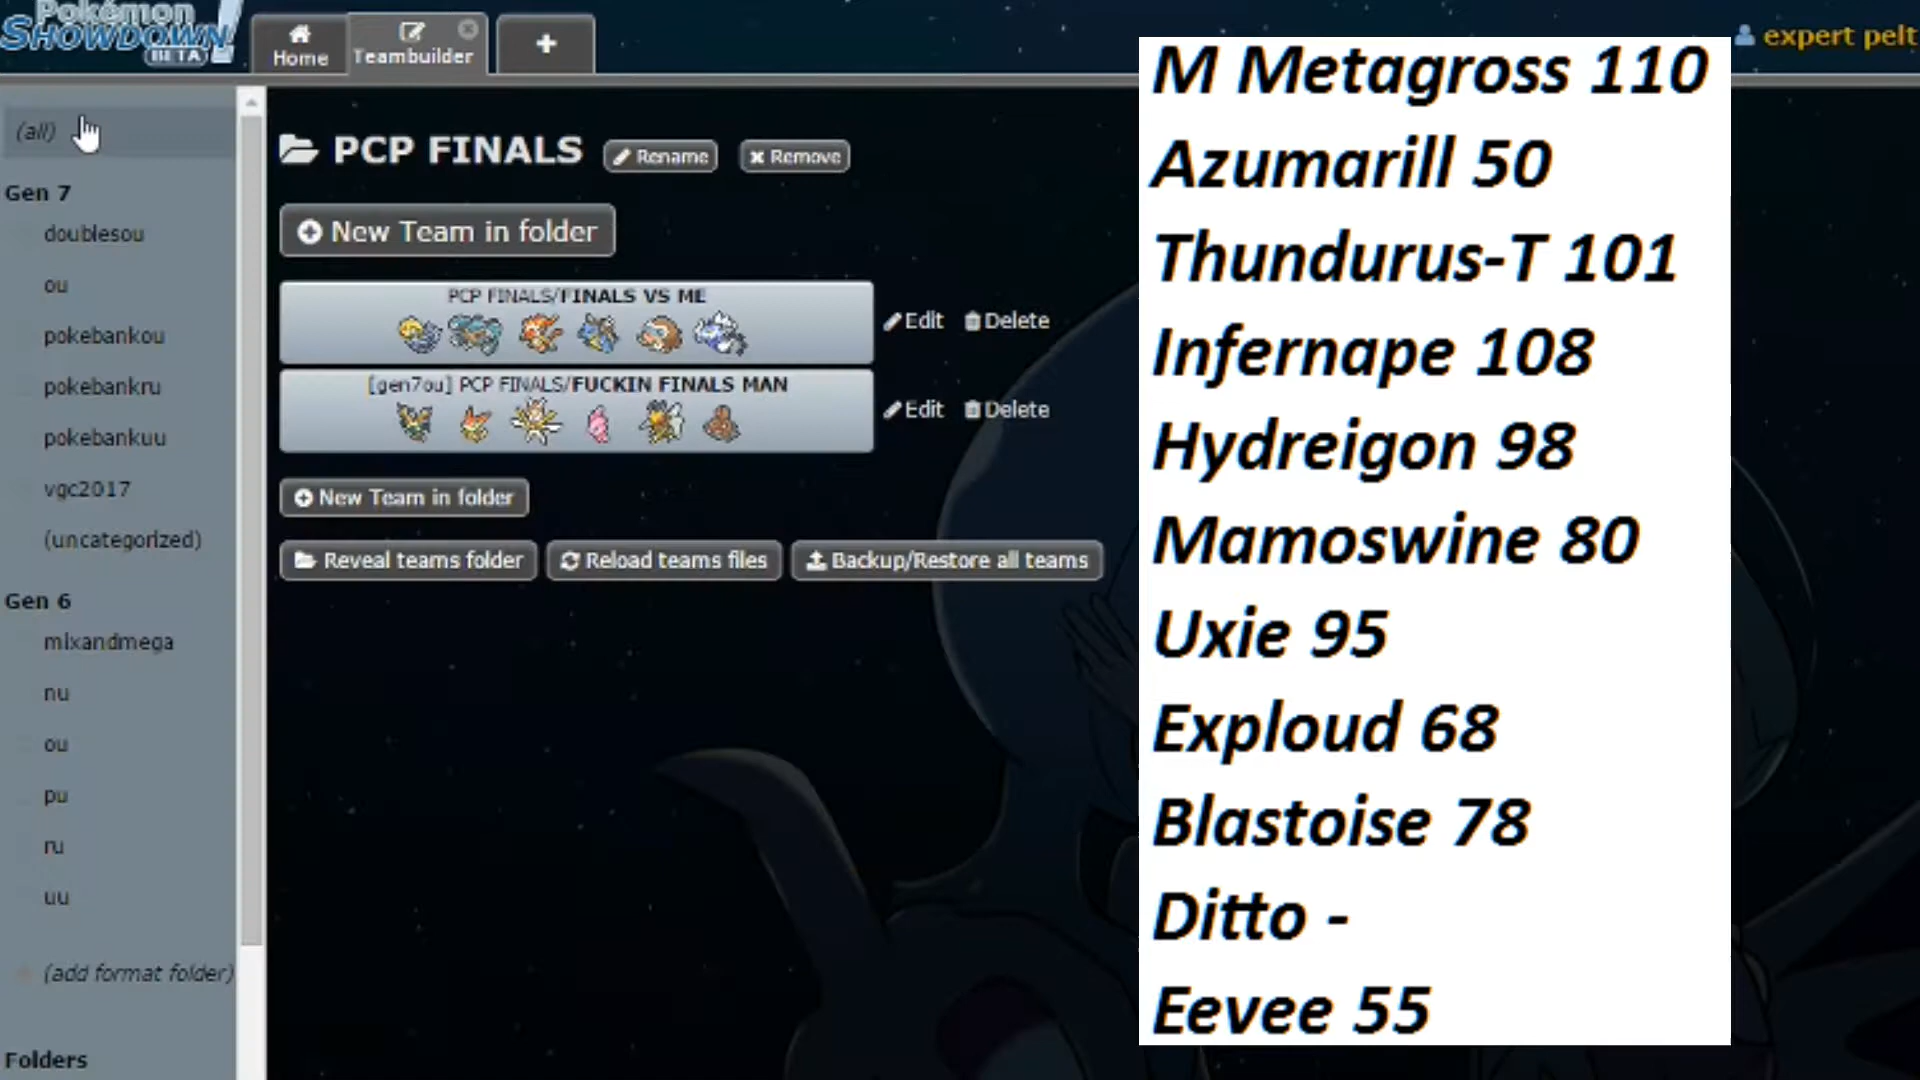 Pokémon
SHOWDOWN!
BETA
Home
Teambuilder
+
expert pelt
(all)
Gen 7
doublesou
ou
pokebankou
pokebankru
pokebankuu
vgc2017
(uncategorized)
Gen 6
mixandmega
nu
ou
pu
ru
uu
(add format folder)
Folders
PCP FINALS
Rename
Remove
New Team in folder
PCP FINALS/FINALS VS ME
Edit
Delete
[gen7ou] PCP FINALS/FUCKIN FINALS MAN
Edit
Delete
New Team in folder
Reveal teams folder
Reload teams files
Backup/Restore all teams
M Metagross 110
Azumarill 50
Thundurus-T 101
Infernape 108
Hydreigon 98
Mamoswine 80
Uxie 95
Exploud 68
Blastoise 78
Ditto -
Eevee 55